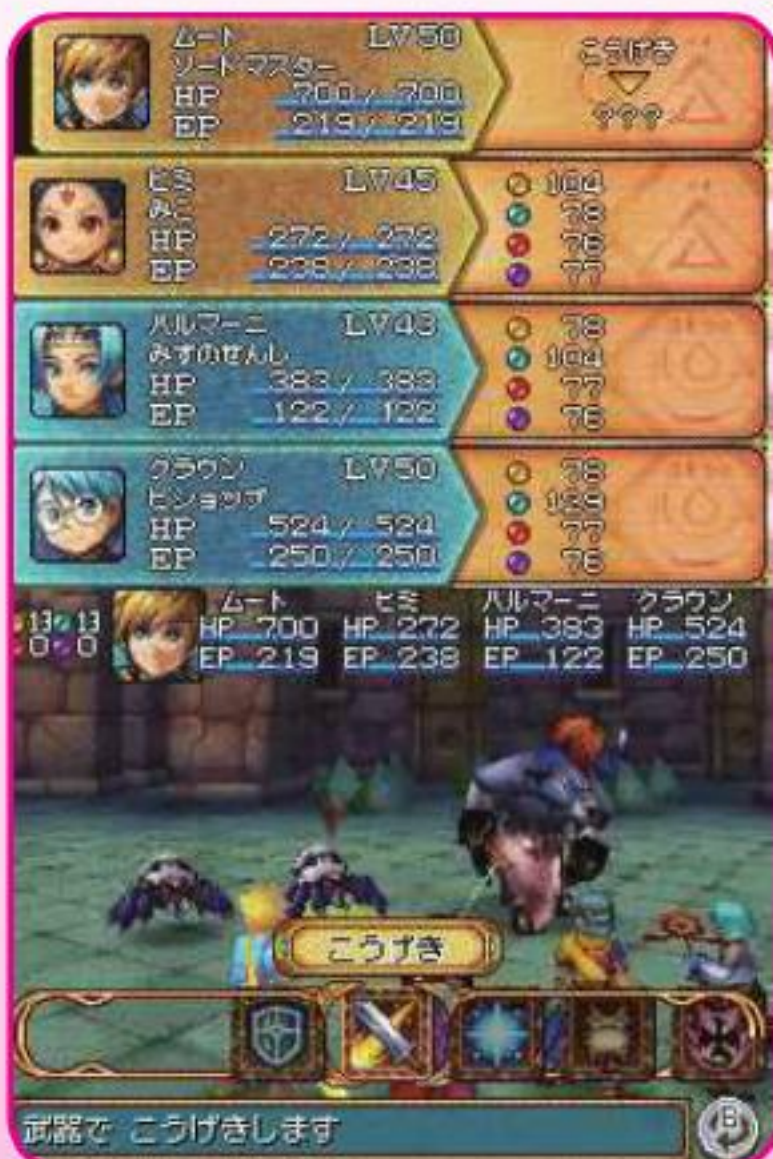 ムート LV50
ソードマスター
HP 700/ 700
EP 219/ 219
こうげき
???
ヒミ LV45
みこ
HP 272/ 272
EP 238/ 238
104
78
76
77
ハルマーニ LV43
みずのせんし
HP 383/ 383
EP 122/ 122
78
104
77
76
クラウン LV50
ビショップ
HP 524/ 524
EP 250/ 250
78
129
77
76
13 13
0 0
ムート ヒミ ハルマーニ クラウン
HP 700 HP 272 HP 383 HP 524
EP 219 EP 238 EP 122 EP 250
こうげき
武器で こうげきします
B